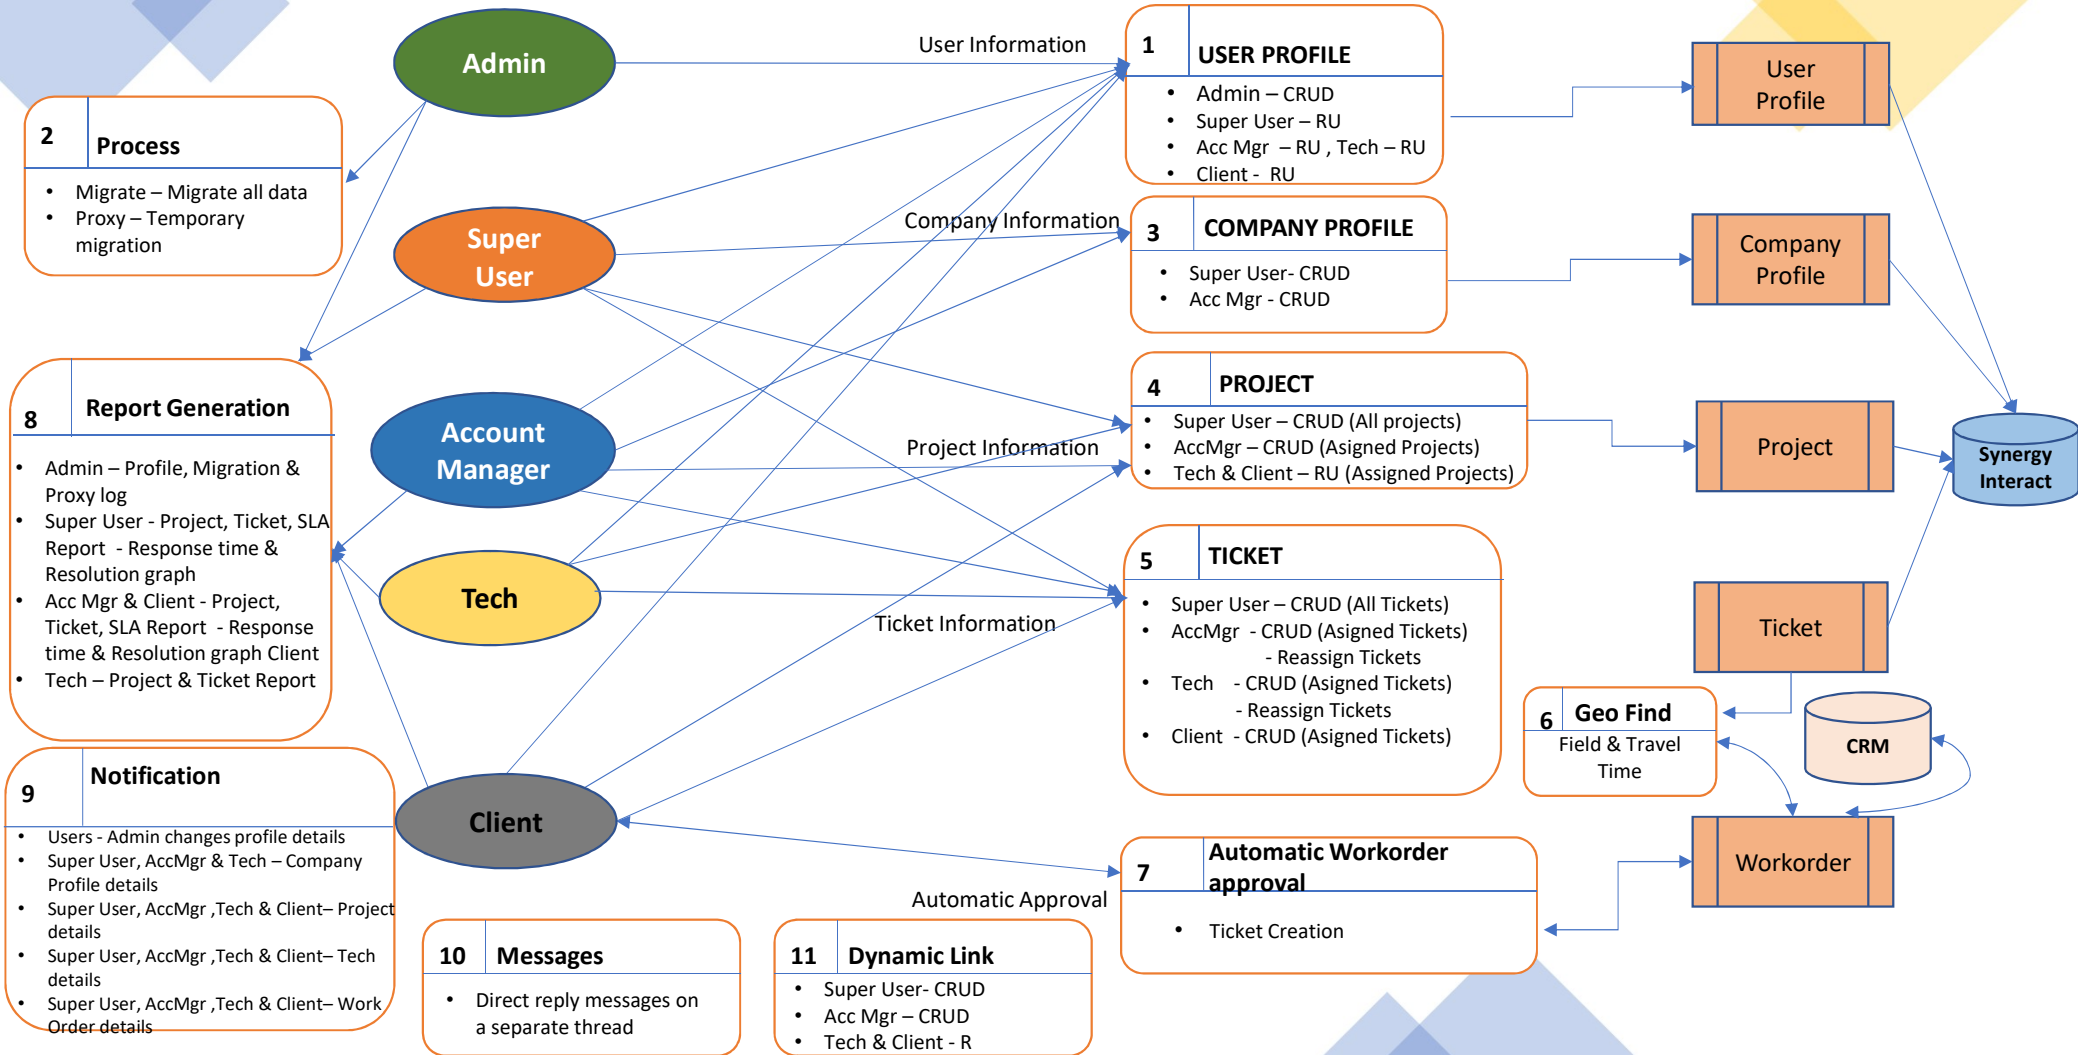 Admin
User Information
1
USER PROFILE
• Admin – CRUD
• Super User – RU
• Acc Mgr – RU , Tech – RU
• Client - RU
User
Profile
2
Process
• Migrate – Migrate all data
• Proxy – Temporary
migration
Super
User
Company Information
3
COMPANY PROFILE
• Super User- CRUD
• Acc Mgr - CRUD
Company
Profile
8
Report Generation
• Admin – Profile, Migration &
Proxy log
• Super User - Project, Ticket, SLA
Report - Response time &
Resolution graph
• Acc Mgr & Client - Project,
Ticket, SLA Report - Response
time & Resolution graph Client
• Tech – Project & Ticket Report
Account
Manager
Project Information
4
PROJECT
• Super User – CRUD (All projects)
• AccMgr – CRUD (Asigned Projects)
• Tech & Client – RU (Assigned Projects)
Project
Synergy
Interact
Tech
Ticket Information
5
TICKET
• Super User – CRUD (All Tickets)
• AccMgr - CRUD (Asigned Tickets)
- Reassign Tickets
• Tech - CRUD (Asigned Tickets)
- Reassign Tickets
• Client - CRUD (Asigned Tickets)
Ticket
6
Geo Find
Field & Travel
Time
CRM
9
Notification
• Users - Admin changes profile details
• Super User, AccMgr & Tech – Company
Profile details
• Super User, AccMgr ,Tech & Client– Project
details
• Super User, AccMgr ,Tech & Client– Tech
details
• Super User, AccMgr ,Tech & Client– Work
Order details
Client
Automatic Approval
7
Automatic Workorder
approval
• Ticket Creation
Workorder
10
Messages
• Direct reply messages on
a separate thread
11
Dynamic Link
• Super User- CRUD
• Acc Mgr – CRUD
• Tech & Client - R